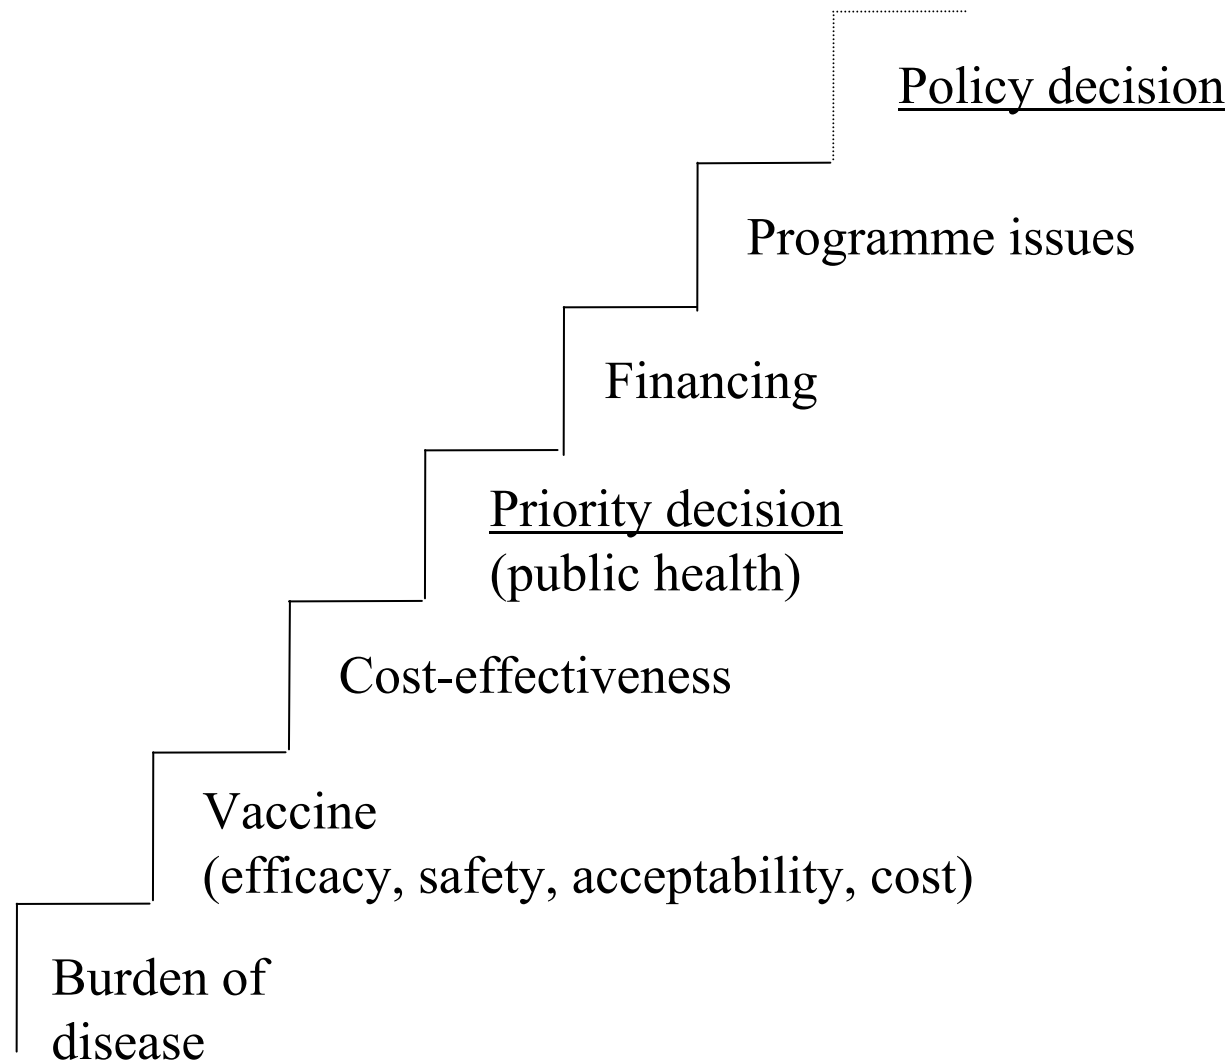 Policy decision
Programme issues
Financing
Priority decision
(public health)
Cost-effectiveness
Vaccine
(efficacy, safety, acceptability, cost)
Burden of
disease